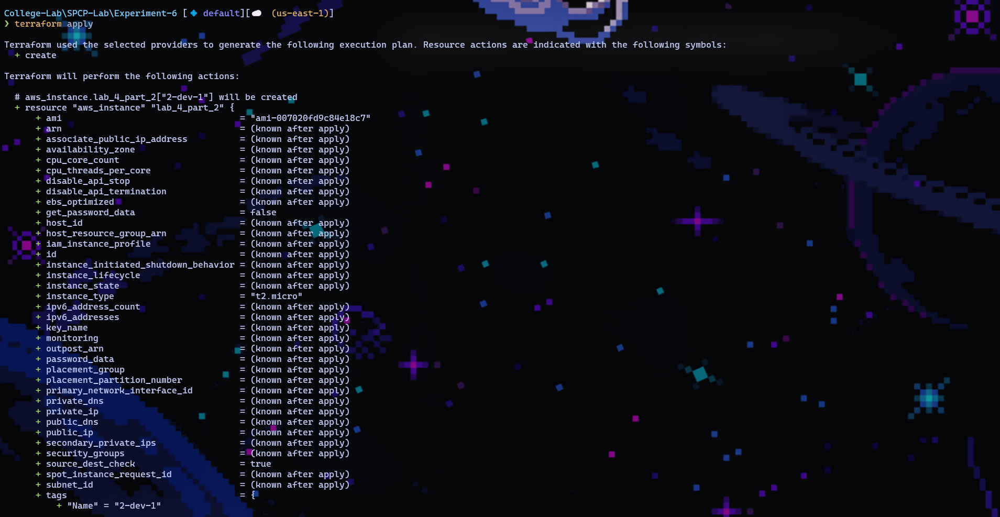 College-Lab\SPCP-Lab\Experiment-6 [ default][ (us-east-1)]
❯ terraform apply
Terraform used the selected providers to generate the following execution plan. Resource actions are indicated with the following symbols:
+ create
Terraform will perform the following actions:
# aws_instance.lab_4_part_2["2-dev-1"] will be created
+ resource "aws_instance" "lab_4_part_2" {
+ ami = "ami-007020fd9c84e18c7"
+ arn = (known after apply)
+ associate_public_ip_address = (known after apply)
+ availability_zone = (known after apply)
+ cpu_core_count = (known after apply)
+ cpu_threads_per_core = (known after apply)
+ disable_api_stop = (known after apply)
+ disable_api_termination = (known after apply)
+ ebs_optimized = (known after apply)
+ get_password_data = false
+ host_id = (known after apply)
+ host_resource_group_arn = (known after apply)
+ iam_instance_profile = (known after apply)
+ id = (known after apply)
+ instance_initiated_shutdown_behavior = (known after apply)
+ instance_lifecycle = (known after apply)
+ instance_state = (known after apply)
+ instance_type = "t2.micro"
+ ipv6_address_count = (known after apply)
+ ipv6_addresses = (known after apply)
+ key_name = (known after apply)
+ monitoring = (known after apply)
+ outpost_arn = (known after apply)
+ password_data = (known after apply)
+ placement_group = (known after apply)
+ placement_partition_number = (known after apply)
+ primary_network_interface_id = (known after apply)
+ private_dns = (known after apply)
+ private_ip = (known after apply)
+ public_dns = (known after apply)
+ public_ip = (known after apply)
+ secondary_private_ips = (known after apply)
+ security_groups = (known after apply)
+ source_dest_check = true
+ spot_instance_request_id = (known after apply)
+ subnet_id = (known after apply)
+ tags = {
+ "Name" = "2-dev-1"